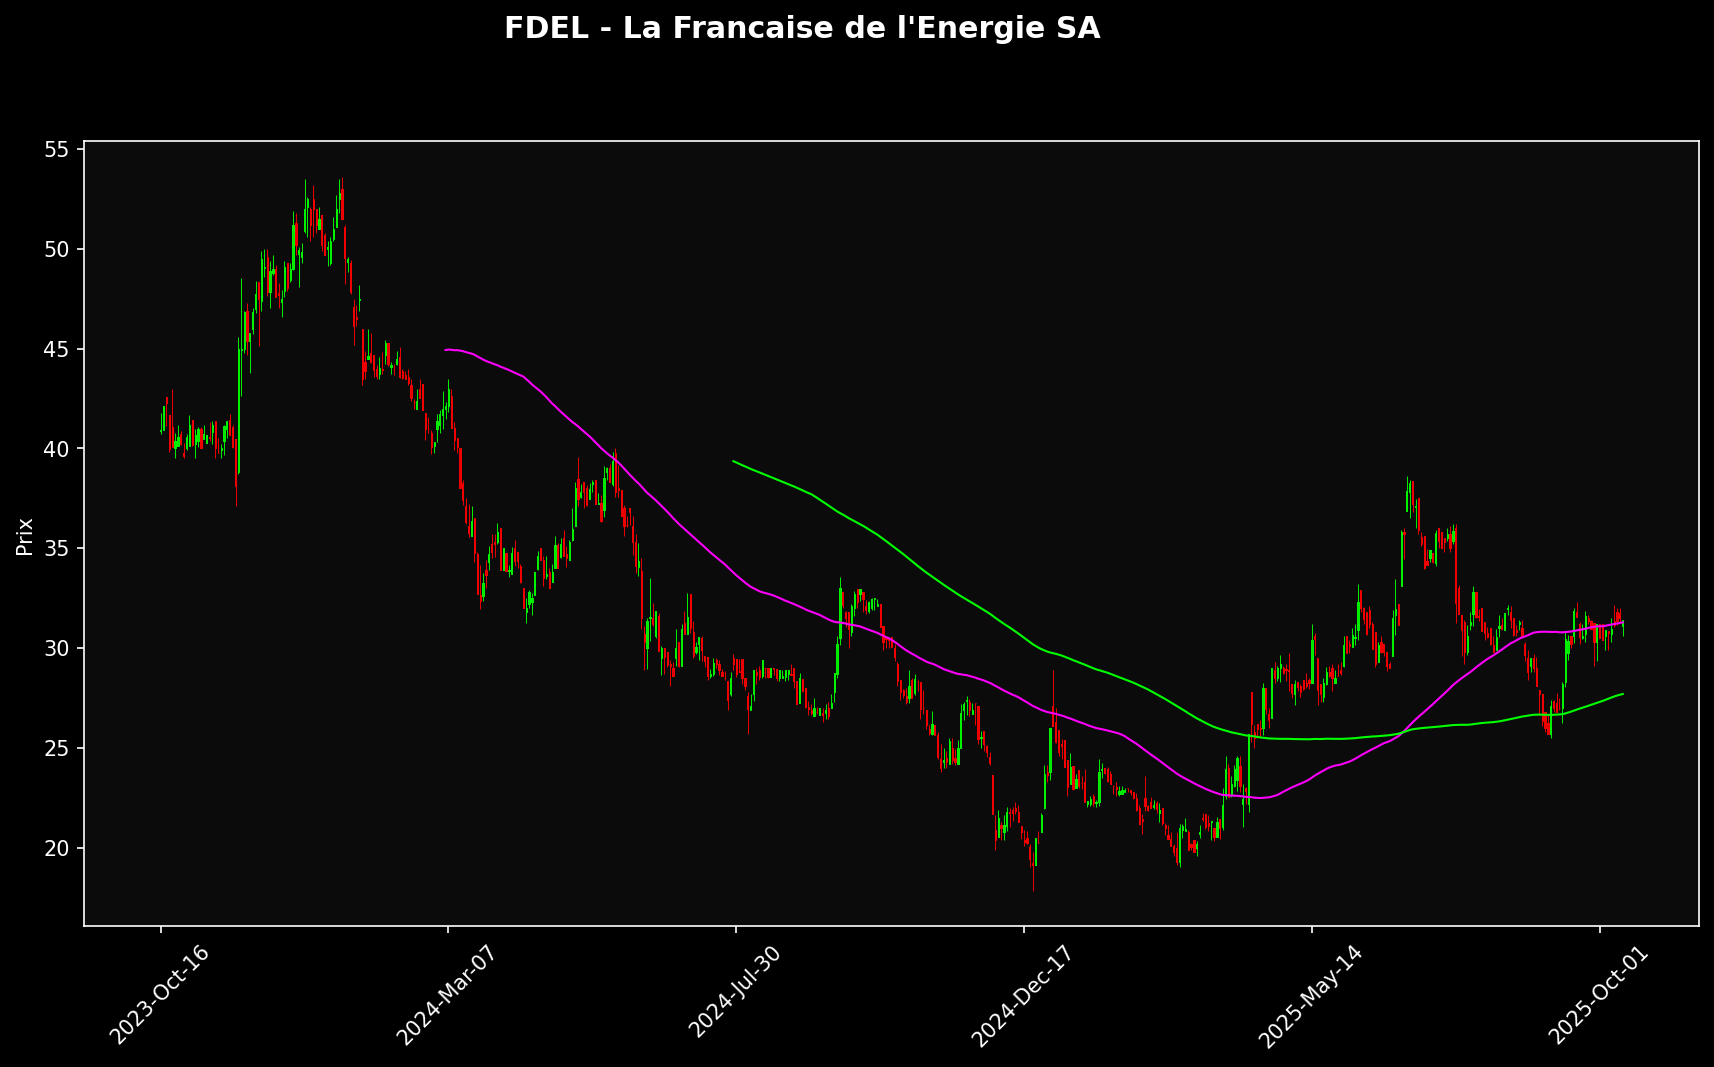 FDEL - La Francaise de l'Energie SA
Prix
55
50
45
40
35
30
25
20
2023-Oct-16
2024-Mar-07
2024-Jul-30
2024-Dec-17
2025-May-14
2025-Oct-01